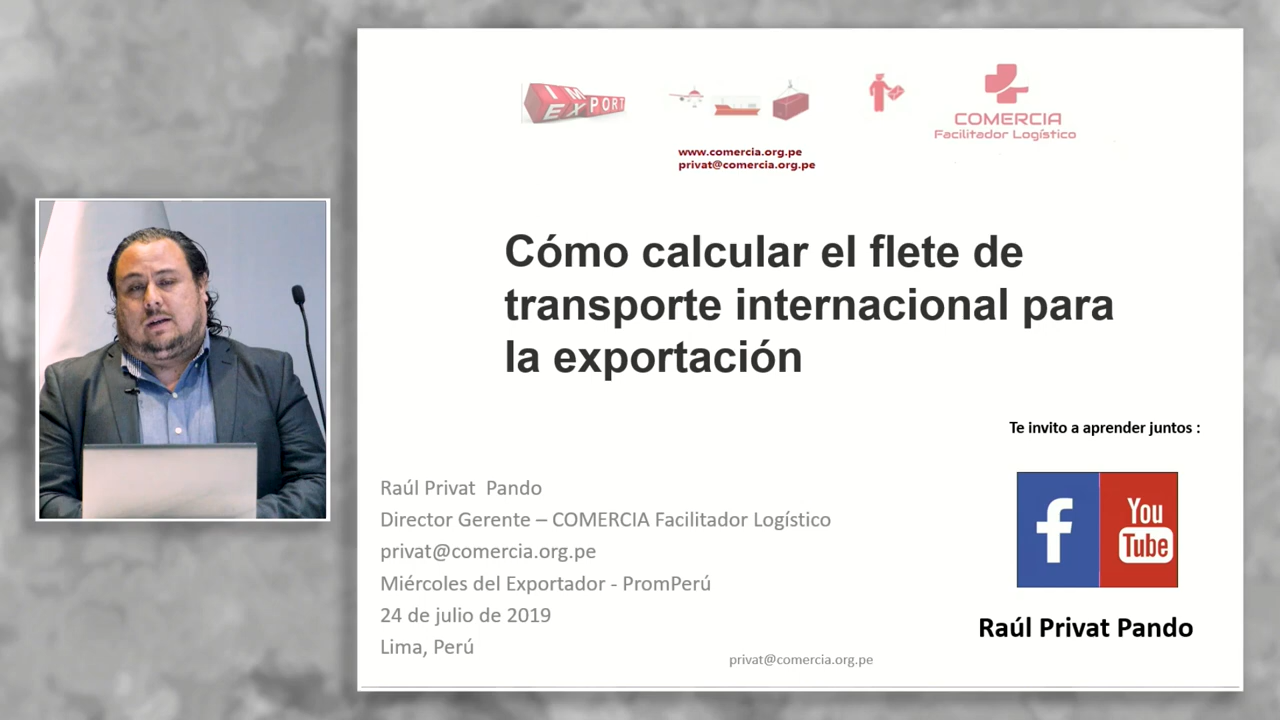 IMEXPORT
COMERCIA
Facilitador Logístico
www.comercia.org.pe
privat@comercia.org.pe
Cómo calcular el flete de
transporte internacional para
la exportación
Te invito a aprender juntos :
f
You
Tube
Raúl Privat Pando
Raúl Privat  Pando
Director Gerente – COMERCIA Facilitador Logístico
privat@comercia.org.pe
Miércoles del Exportador - PromPerú
24 de julio de 2019
Lima, Perú
privat@comercia.org.pe